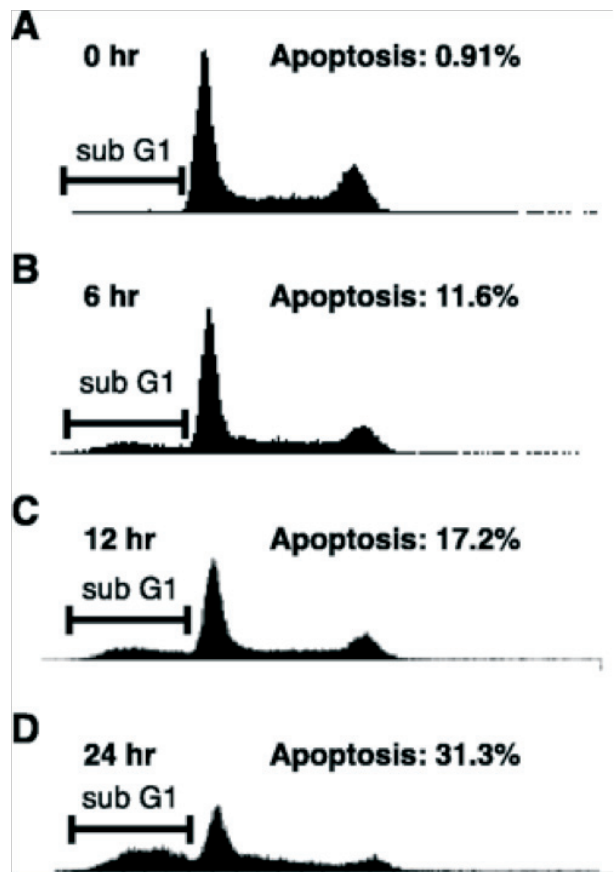 A
0 hr Apoptosis: 0.91%
sub G1
B
6 hr Apoptosis: 11.6%
sub G1
C
12 hr Apoptosis: 17.2%
sub G1
D
24 hr Apoptosis: 31.3%
sub G1